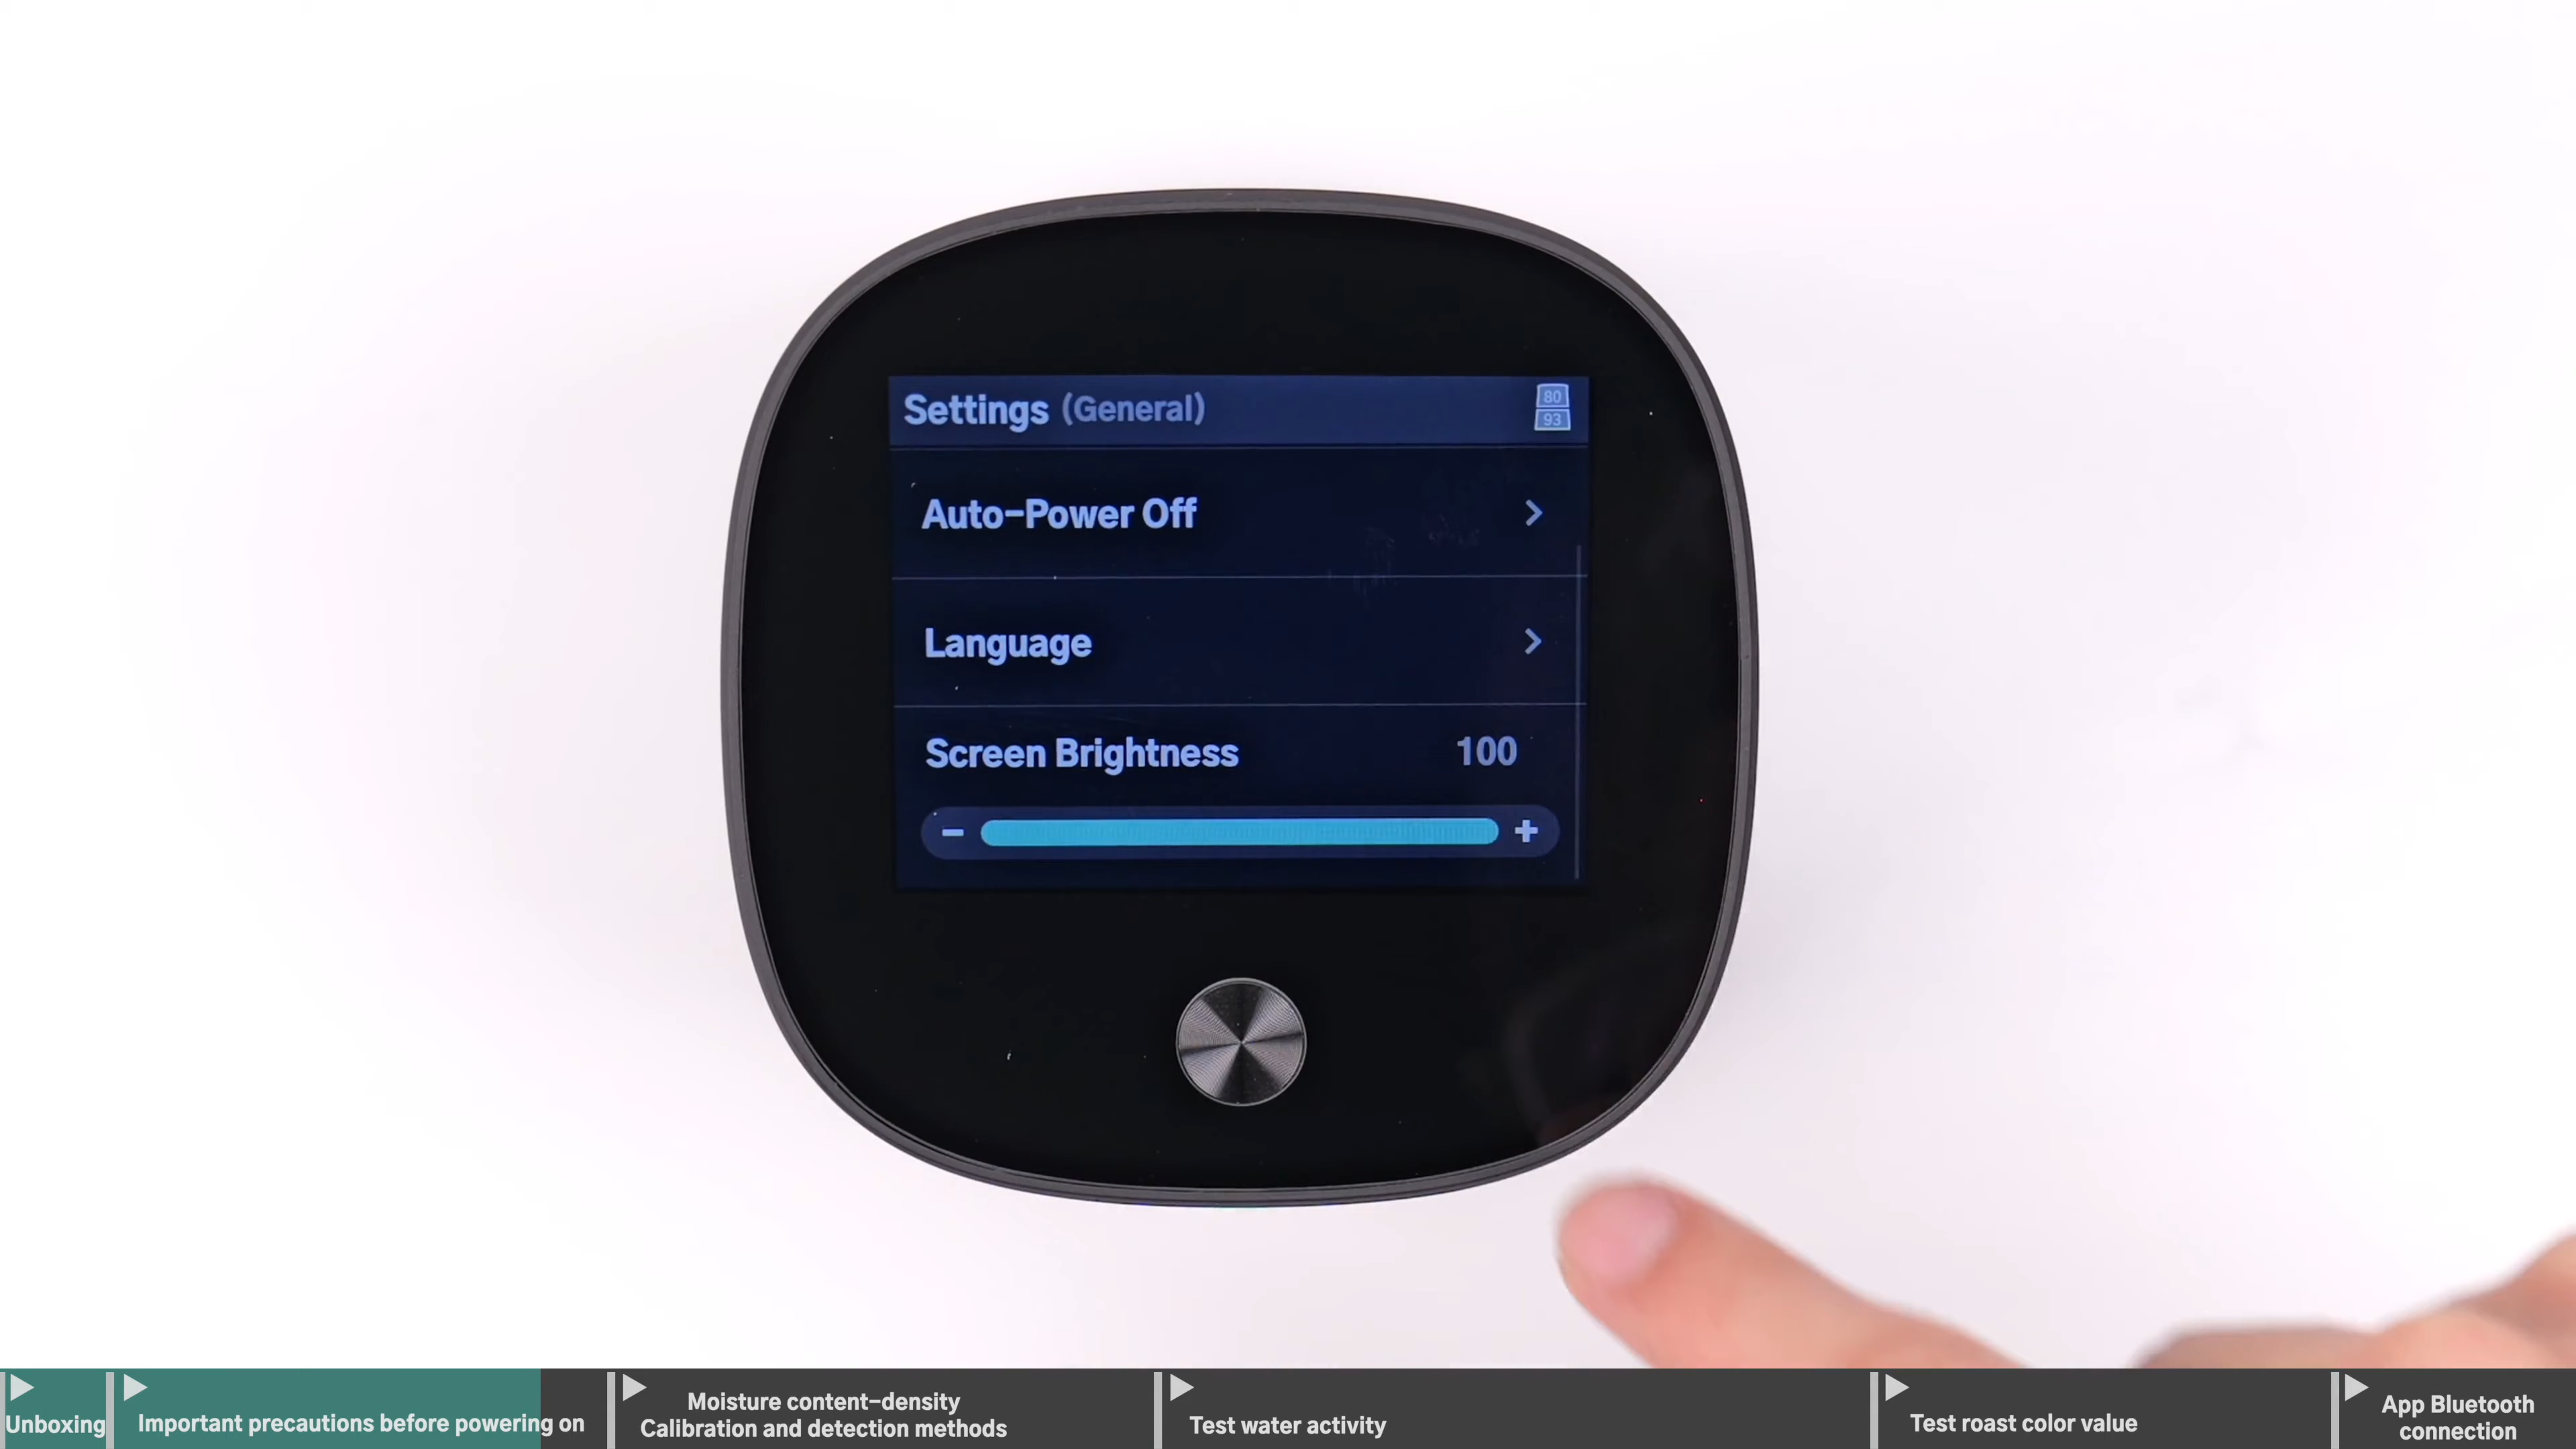 Settings (General)
80
93
Auto-Power Off
Language
Screen Brightness 100
- +
Unboxing
Important precautions before powering on
Moisture content-density
Calibration and detection methods
Test water activity
Test roast color value
App Bluetooth
connection